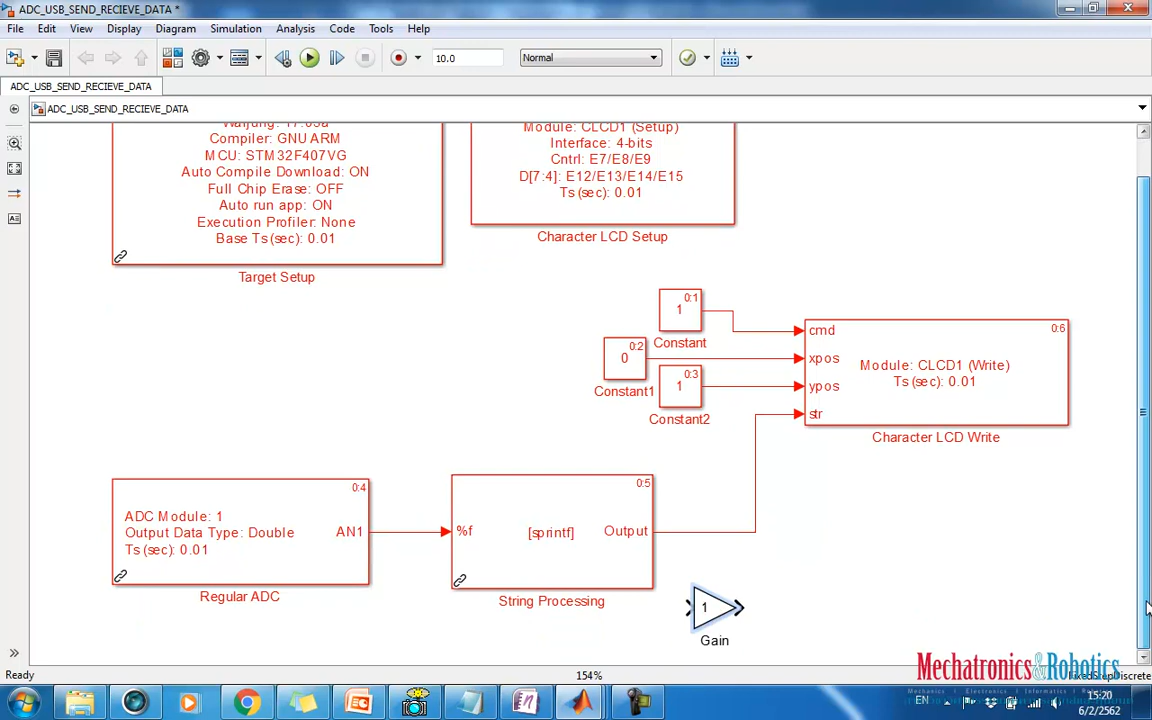 ADC_USB_SEND_RECIEVE_DATA *
File Edit View Display Diagram Simulation Analysis Code Tools Help
10.0
Normal
ADC_USB_SEND_RECIEVE_DATA
ADC_USB_SEND_RECIEVE_DATA
Compiler: GNU ARM
MCU: STM32F407VG
Auto Compile Download: ON
Full Chip Erase: OFF
Auto run app: ON
Execution Profiler: None
Base Ts(sec): 0.01
Target Setup
Module: CLCD1 (Setup)
Interface: 4-bits
Cntrl: E7/E8/E9
D[7:4]: E12/E13/E14/E15
Ts(sec): 0.01
Character LCD Setup
0:1
1
Constant
0:2
0
Constant1
0:3
1
Constant2
0:6
cmd
xpos
ypos
str
Module: CLCD1 (Write)
Ts(sec): 0.01
Character LCD Write
0:4
ADC Module: 1
Output Data Type: Double
Ts(sec): 0.01
AN1
Regular ADC
0:5
%f
[sprintf]
Output
String Processing
1
Gain
Mechatronics&Robotics
Ready
154%
FixedStepDiscrete
EN
15:20
6/2/2562